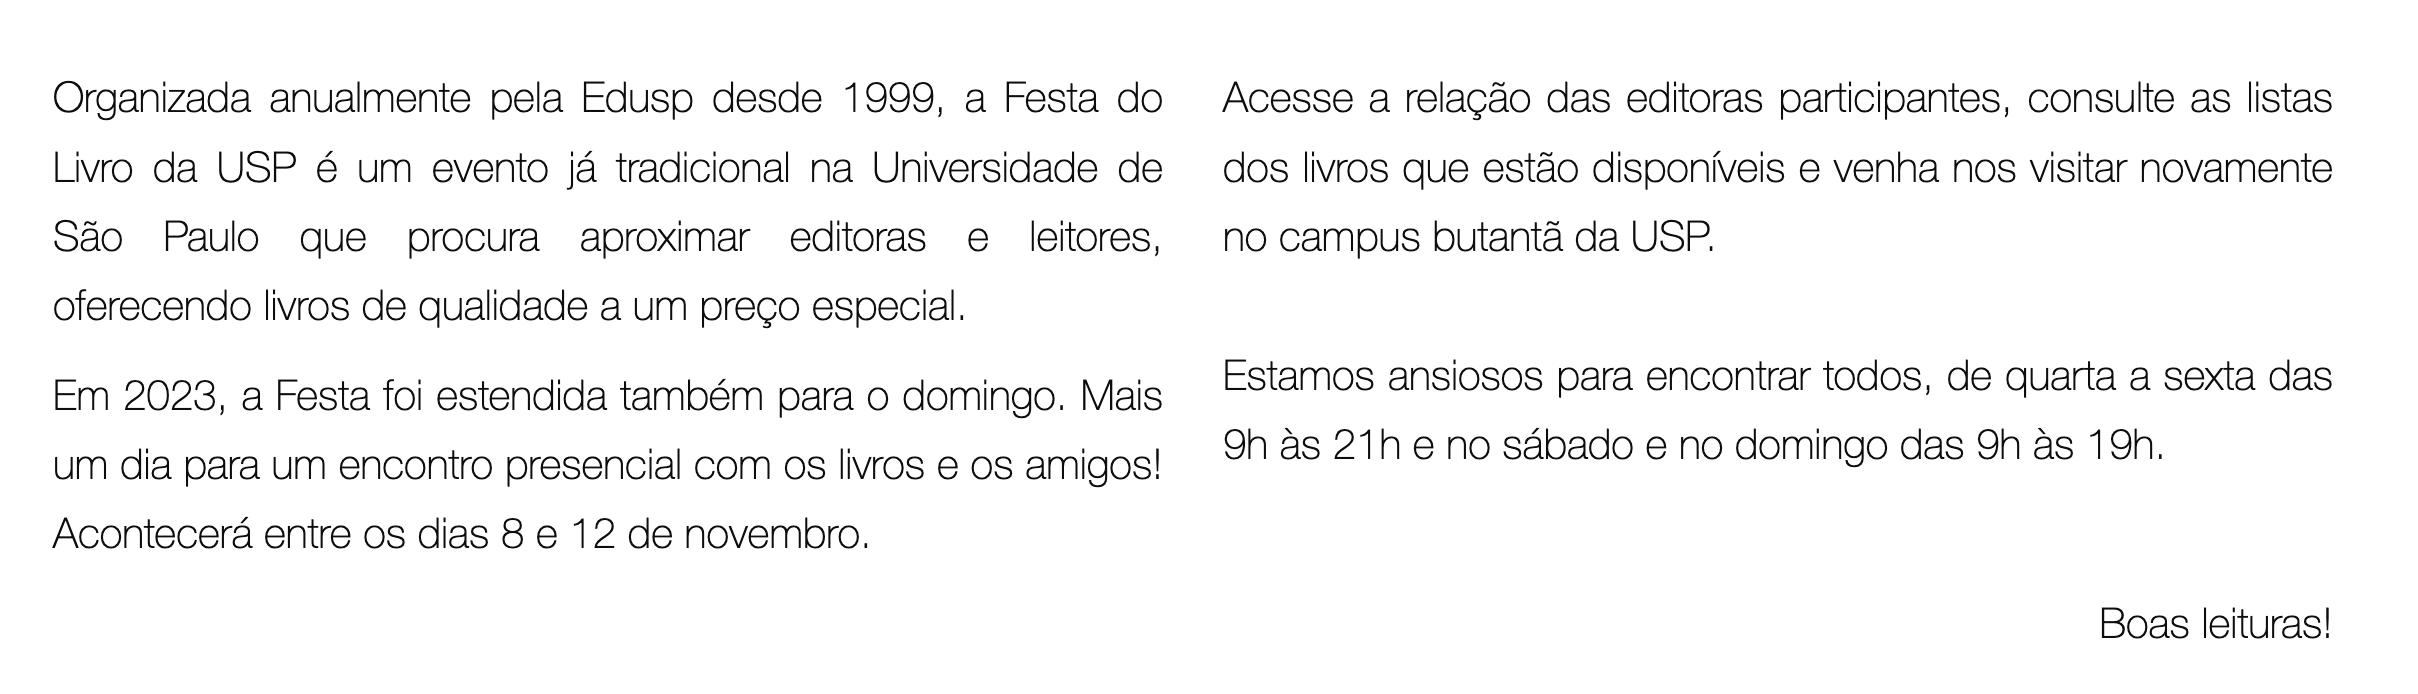 Organizada anualmente pela Edusp desde 1999, a Festa do
Livro da USP é um evento já tradicional na Universidade de
São Paulo que procura aproximar editoras e leitores,
oferecendo livros de qualidade a um preço especial.
Em 2023, a Festa foi estendida também para o domingo. Mais
um dia para um encontro presencial com os livros e os amigos!
Acontecerá entre os dias 8 e 12 de novembro.
Acesse a relação das editoras participantes, consulte as listas
dos livros que estão disponíveis e venha nos visitar novamente
no campus butantã da USP.
Estamos ansiosos para encontrar todos, de quarta a sexta das
9h às 21h e no sábado e no domingo das 9h às 19h.
Boas leituras!